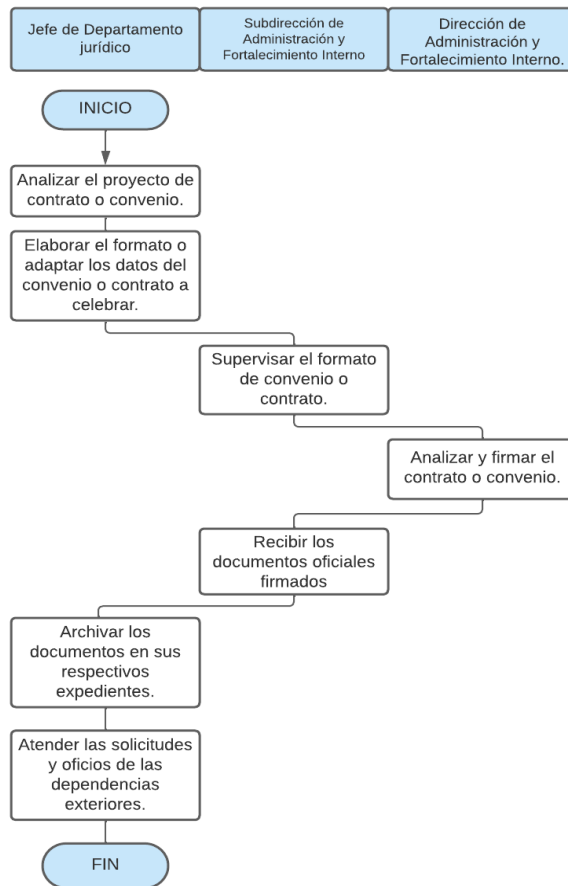 Jefe de Departamento
jurídico
Subdirección de
Administración y
Fortalecimiento Interno
Dirección de
Administración y
Fortalecimiento Interno.
INICIO
Analizar el proyecto de
contrato o convenio.
Elaborar el formato o
adaptar los datos del
convenio o contrato a
celebrar.
Supervisar el formato
de convenio o
contrato.
Analizar y firmar el
contrato o convenio.
Recibir los
documentos oficiales
firmados
Archivar los
documentos en sus
respectivos
expedientes.
Atender las solicitudes
y oficios de las
dependencias
exteriores.
FIN